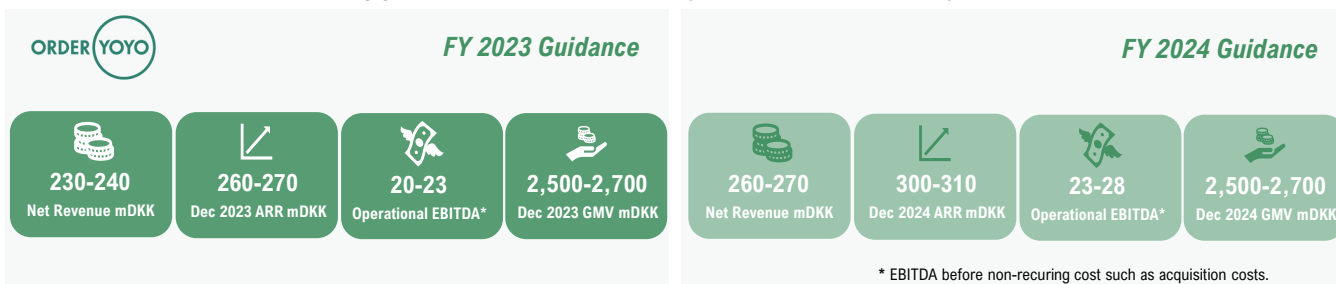 ORDER YOYO
FY 2023 Guidance
230-240
Net Revenue mDKK
260-270
Dec 2023 ARR mDKK
20-23
Operational EBITDA*
2,500-2,700
Dec 2023 GMV mDKK
FY 2024 Guidance
260-270
Net Revenue mDKK
300-310
Dec 2024 ARR mDKK
23-28
Operational EBITDA*
2,500-2,700
Dec 2024 GMV mDKK
* EBITDA before non-recuring cost such as acquisition costs.